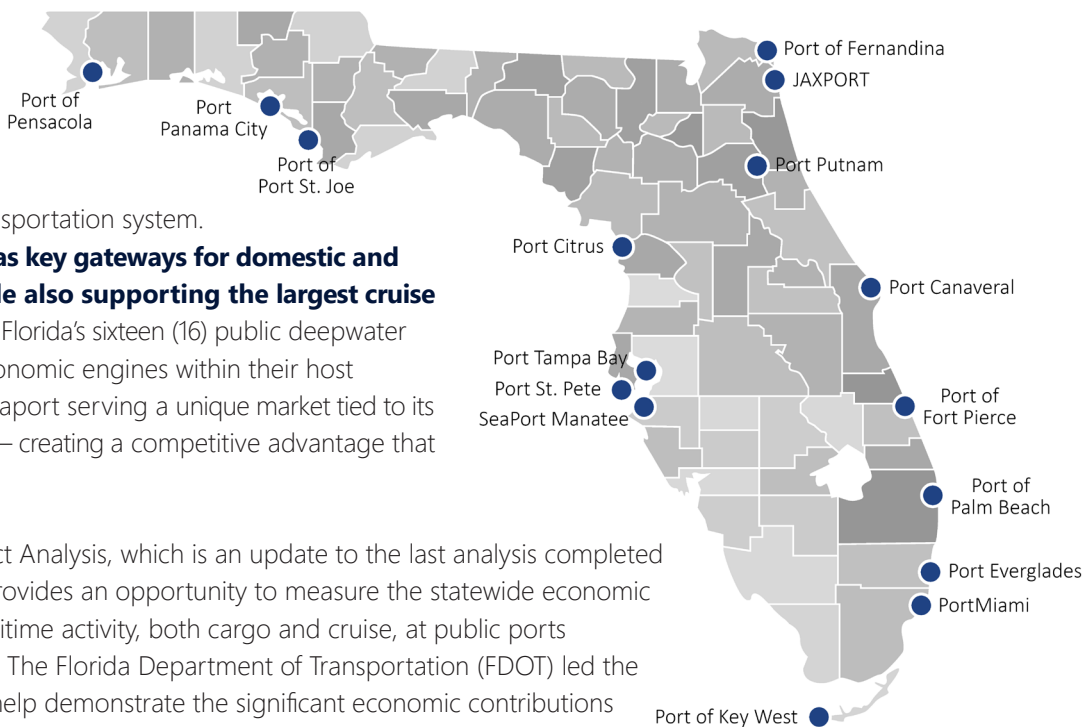 Port of Fernandina
JAXPORT
Port of
Pensacola
Port
Panama City
Port of
Port St. Joe
Port Putnam
Port Citrus
Port Canaveral
Port Tampa Bay
Port St. Pete
SeaPort Manatee
Port of
Fort Pierce
Port of
Palm Beach
Port Everglades
PortMiami
Port of Key West
sportation system.
as key gateways for domestic and
le also supporting the largest cruise
Florida’s sixteen (16) public deepwater
onomic engines within their host
aport serving a unique market tied to its
– creating a competitive advantage that
ct Analysis, which is an update to the last analysis completed
rovides an opportunity to measure the statewide economic
itime activity, both cargo and cruise, at public ports
The Florida Department of Transportation (FDOT) led the
help demonstrate the significant economic contributions